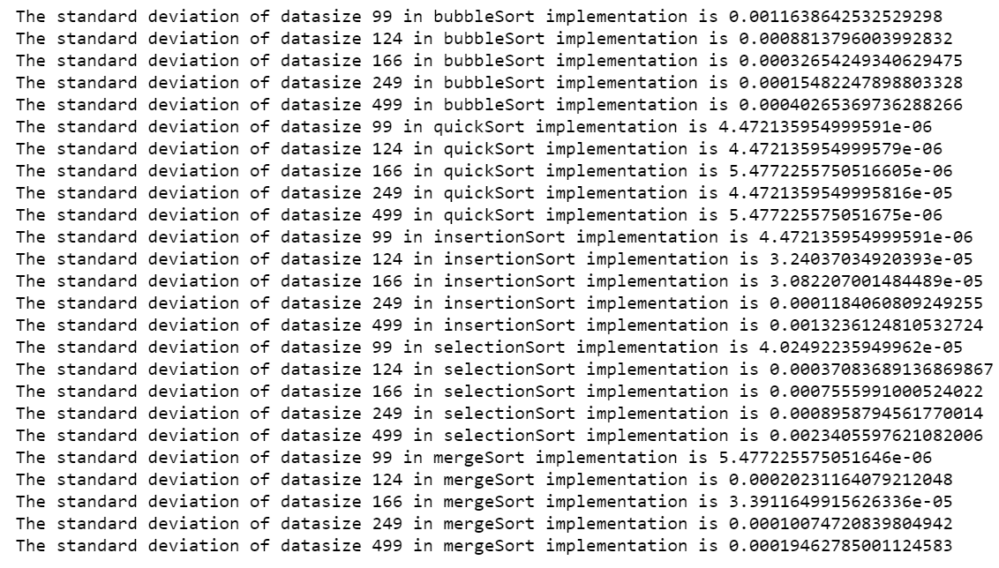 The standard deviation of datasize 99 in bubbleSort implementation is 0.0011638642532529298
The standard deviation of datasize 124 in bubbleSort implementation is 0.0008813796003992832
The standard deviation of datasize 166 in bubbleSort implementation is 0.00032654249340629475
The standard deviation of datasize 249 in bubbleSort implementation is 0.00015482247898803328
The standard deviation of datasize 499 in bubbleSort implementation is 0.00040265369736288266
The standard deviation of datasize 99 in quickSort implementation is 4.472135954999591e-06
The standard deviation of datasize 124 in quickSort implementation is 4.472135954999579e-06
The standard deviation of datasize 166 in quickSort implementation is 5.4772255750516605e-06
The standard deviation of datasize 249 in quickSort implementation is 4.4721359549995816e-05
The standard deviation of datasize 499 in quickSort implementation is 5.477225575051675e-06
The standard deviation of datasize 99 in insertionSort implementation is 4.472135954999591e-06
The standard deviation of datasize 124 in insertionSort implementation is 3.24037034920393e-05
The standard deviation of datasize 166 in insertionSort implementation is 3.082207001484489e-05
The standard deviation of datasize 249 in insertionSort implementation is 0.0001184060809249255
The standard deviation of datasize 499 in insertionSort implementation is 0.0013236124810532724
The standard deviation of datasize 99 in selectionSort implementation is 4.02492235949962e-05
The standard deviation of datasize 124 in selectionSort implementation is 0.00037083689136869867
The standard deviation of datasize 166 in selectionSort implementation is 0.0007555991000524022
The standard deviation of datasize 249 in selectionSort implementation is 0.0008958794561770014
The standard deviation of datasize 499 in selectionSort implementation is 0.0023405597621082006
The standard deviation of datasize 99 in mergeSort implementation is 5.477225575051646e-06
The standard deviation of datasize 124 in mergeSort implementation is 0.00020231164079212048
The standard deviation of datasize 166 in mergeSort implementation is 3.3911649915626336e-05
The standard deviation of datasize 249 in mergeSort implementation is 0.00010074720839804942
The standard deviation of datasize 499 in mergeSort implementation is 0.00019462785001124583